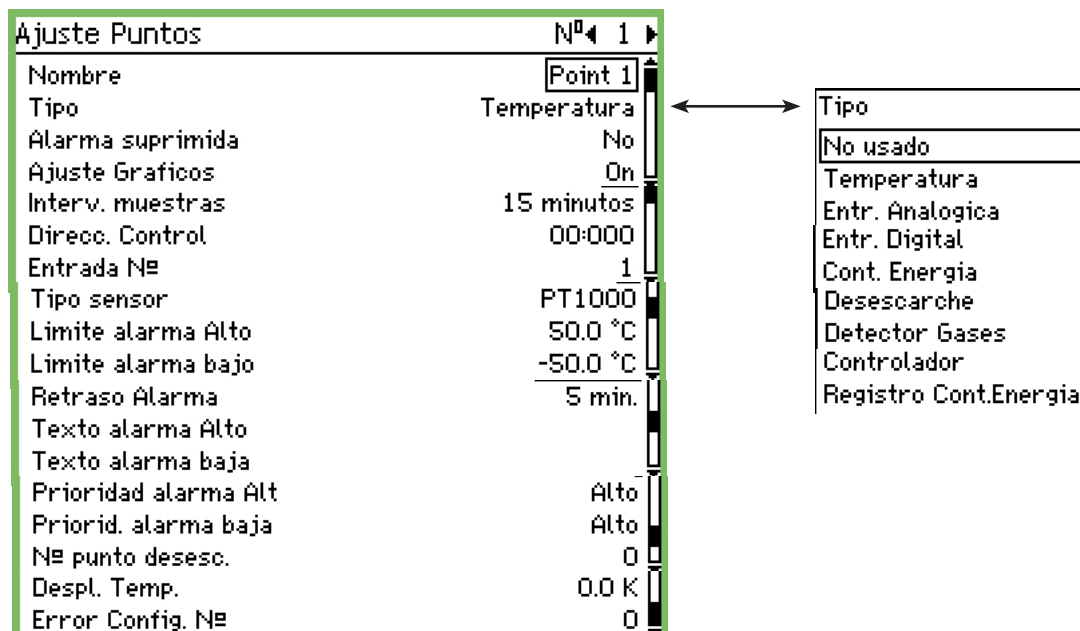 Ajuste Puntos Nº 1
Nombre Point 1
Tipo Temperatura
Alarma suprimida No
Ajuste Graficos On
Interv. muestras 15 minutos
Direcc. Control 00:000
Entrada Nº 1
Tipo sensor PT1000
Limite alarma Alto 50.0 °C
Limite alarma bajo -50.0 °C
Retraso Alarma 5 min.
Texto alarma Alto
Texto alarma baja
Prioridad alarma Alt Alto
Priorid. alarma baja Alto
Nº punto desesc. 0
Despl. Temp. 0.0 K
Error Config. Nº 0
Tipo
No usado
Temperatura
Entr. Analogica
Entr. Digital
Cont. Energia
Desescarche
Detector Gases
Controlador
Registro Cont.Energia